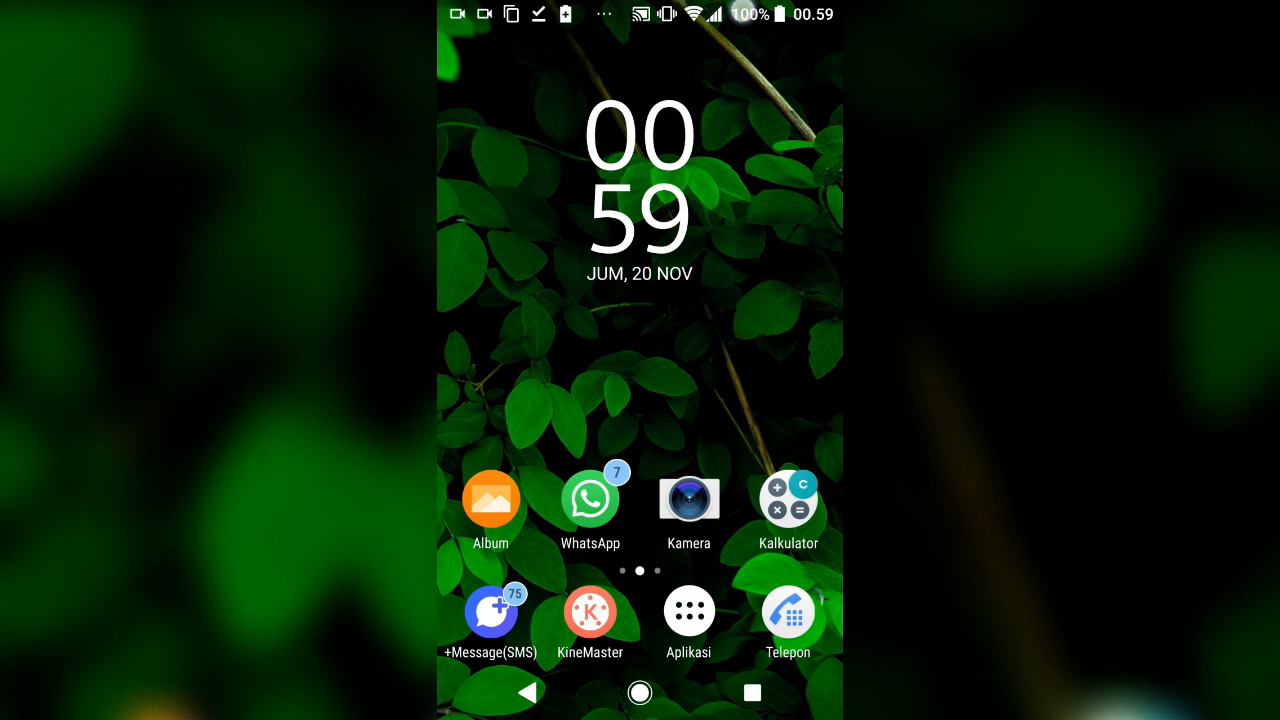 100% 00.59
00
59
JUM, 20 NOV
7
C
Album WhatsApp Kamera Kalkulator
75
K
+Message(SMS) KineMaster Aplikasi Telepon